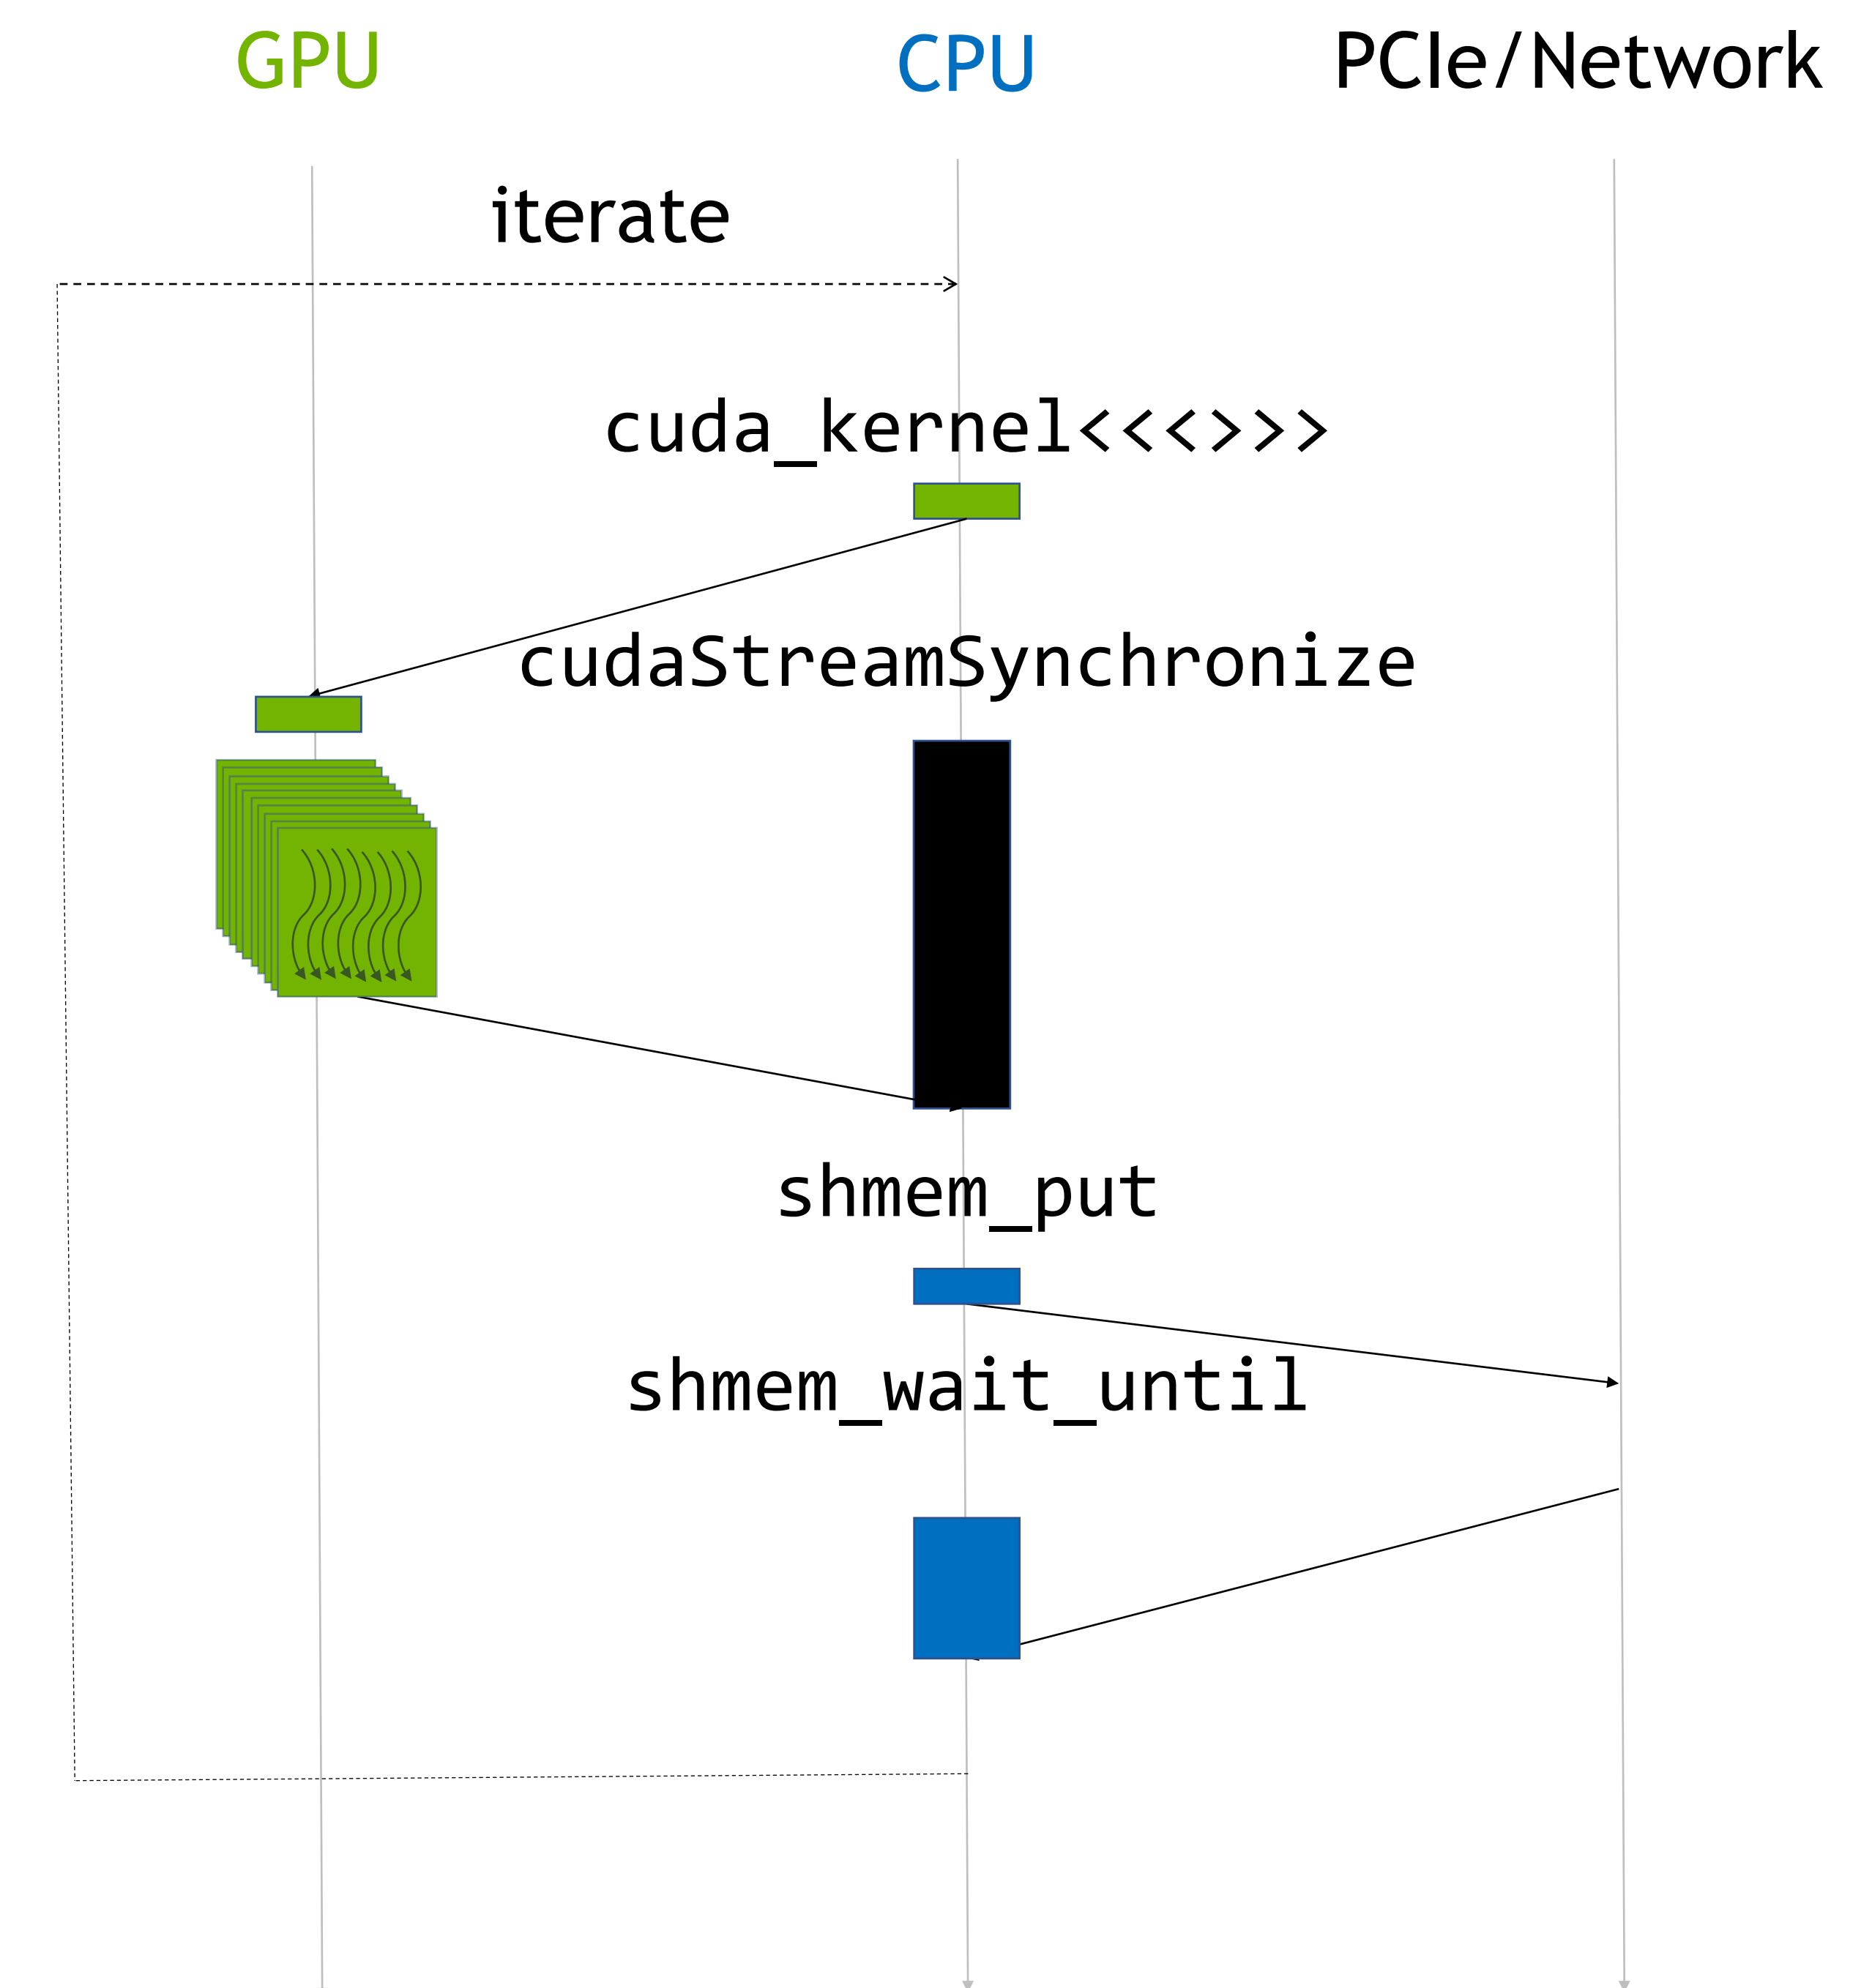 GPU
CPU
PCIe/Network
iterate
cuda_kernel<<<>>>
cudaStreamSynchronize
shmem_put
shmem_wait_until